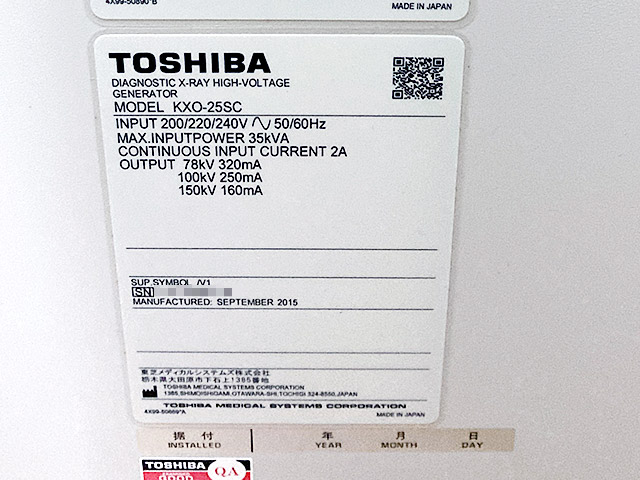 4X99-50890*B
MADE IN JAPAN
TOSHIBA
DIAGNOSTIC X-RAY HIGH-VOLTAGE
GENERATOR
MODEL KXO-25SC
INPUT 200/220/240V 50/60Hz
MAX.INPUTPOWER 35kVA
CONTINUOUS INPUT CURRENT 2A
OUTPUT 78kV 320mA
100kV 250mA
150kV 160mA
SUP.SYMBOL /V1
SN
MANUFACTURED: SEPTEMBER 2015
東芝メディカルシステムズ株式会社
栃木県大田原市下石上1385番地
TOSHIBA MEDICAL SYSTEMS CORPORATION
1385,SHIMOISHIGAMI,OTAWARA-SHI,TOCHIGI 324-8550,JAPAN
TOSHIBA MEDICAL SYSTEMS CORPORATION
4X99-50889*A
MADE IN JAPAN
据付 年 月 日
INSTALLED YEAR MONTH DAY
TOSHIBA
QA